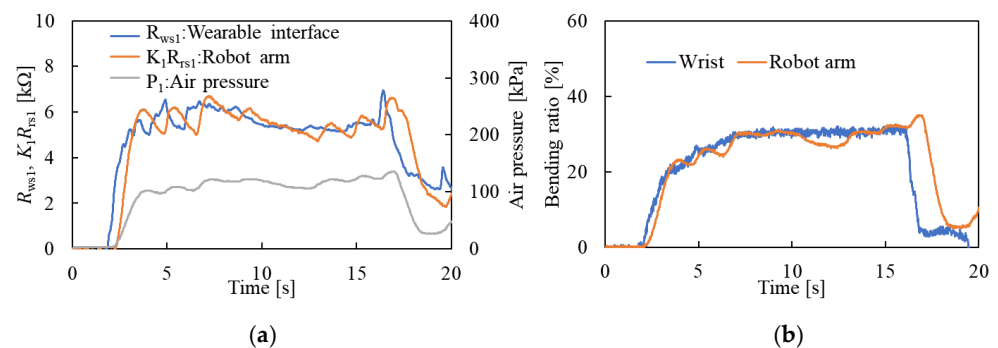 R_ws1, K_1R_rs1 [kΩ]
10
8
6
4
2
0
R_ws1:Wearable interface
K_1R_rs1:Robot arm
P_1:Air pressure
400
300
200
100
0
Air pressure [kPa]
0 5 10 15 20
Time [s]
(a)
Bending ratio [%]
60
40
20
0
Wrist Robot arm
0 5 10 15 20
Time [s]
(b)